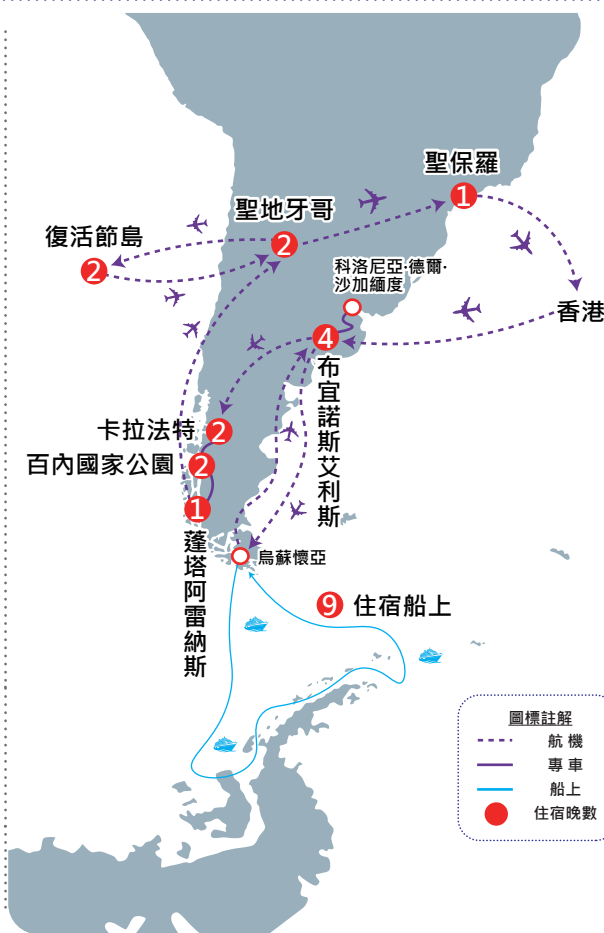 聖保羅
1
聖地牙哥
2
復活節島
2
科洛尼亞·德爾·
沙加緬度
香港
4
布宜諾斯艾利斯
卡拉法特
2
百內國家公園
2
1
蓬塔阿雷納斯
烏蘇懷亞
9 住宿船上
圖標註解
航機
專車
船上
住宿晚數